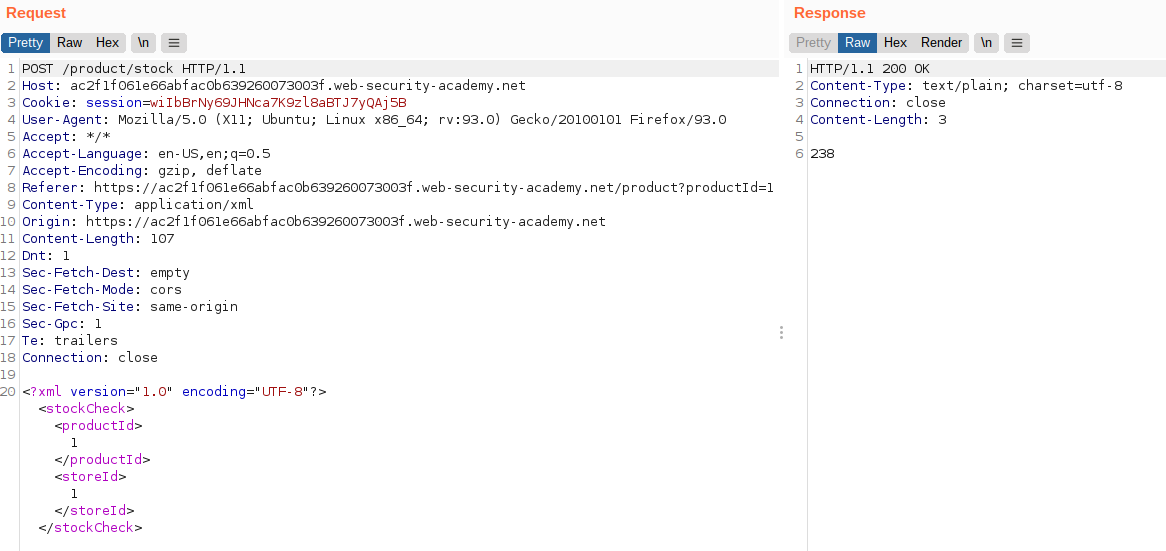 Request
Pretty Raw Hex \n
1 POST /product/stock HTTP/1.1
2 Host: ac2f1f061e66abfac0b639260073003f.web-security-academy.net
3 Cookie: session=wiIbBrNy69JHNca7K9zl8aBTJ7yQAj5B
4 User-Agent: Mozilla/5.0 (X11; Ubuntu; Linux x86_64; rv:93.0) Gecko/20100101 Firefox/93.0
5 Accept: */*
6 Accept-Language: en-US,en;q=0.5
7 Accept-Encoding: gzip, deflate
8 Referer: https://ac2f1f061e66abfac0b639260073003f.web-security-academy.net/product?productId=1
9 Content-Type: application/xml
10 Origin: https://ac2f1f061e66abfac0b639260073003f.web-security-academy.net
11 Content-Length: 107
12 Dnt: 1
13 Sec-Fetch-Dest: empty
14 Sec-Fetch-Mode: cors
15 Sec-Fetch-Site: same-origin
16 Sec-Gpc: 1
17 Te: trailers
18 Connection: close
19
20 <?xml version="1.0" encoding="UTF-8"?>
<stockCheck>
<productId>
1
</productId>
<storeId>
1
</storeId>
</stockCheck>
Response
Pretty Raw Hex Render \n
1 HTTP/1.1 200 OK
2 Content-Type: text/plain; charset=utf-8
3 Connection: close
4 Content-Length: 3
5
6 238